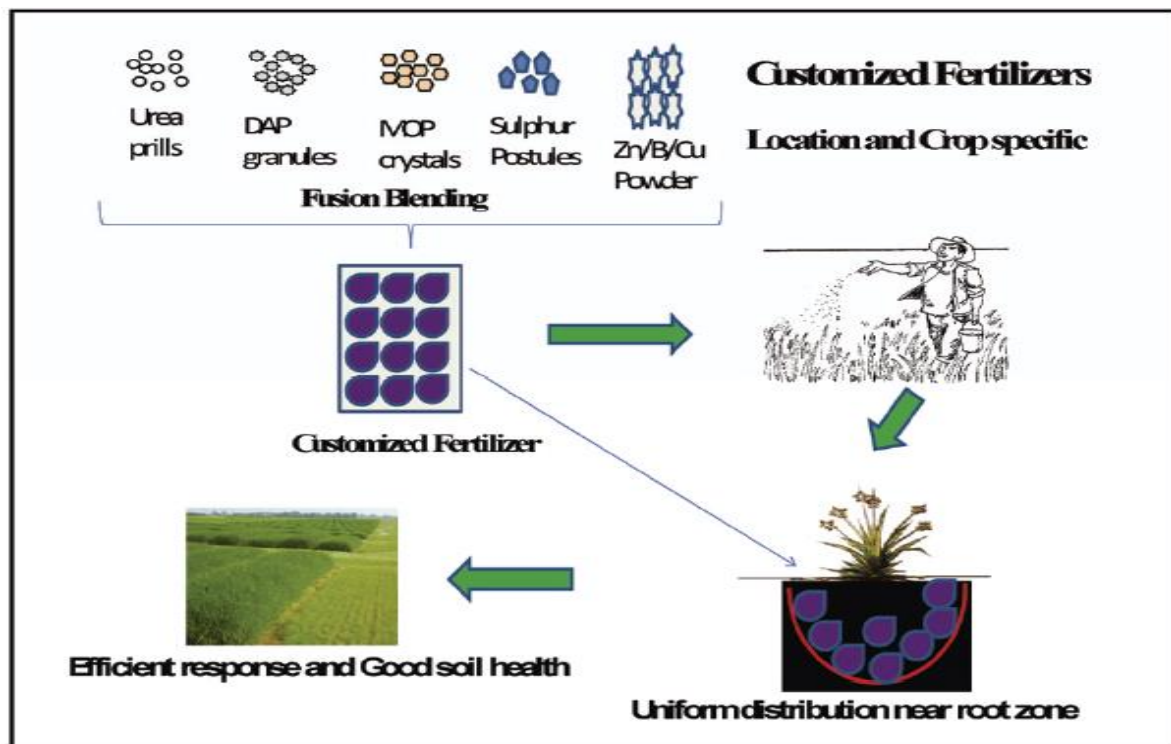 Urea
prills
DAP
granules
MOP
crystals
Sulphur
Postules
Zn/B/Cu
Powder
Fusion Blending
Customized Fertilizers
Location and Crop specific
Customized Fertilizer
Efficient response and Good soil health
Uniform distribution near root zone